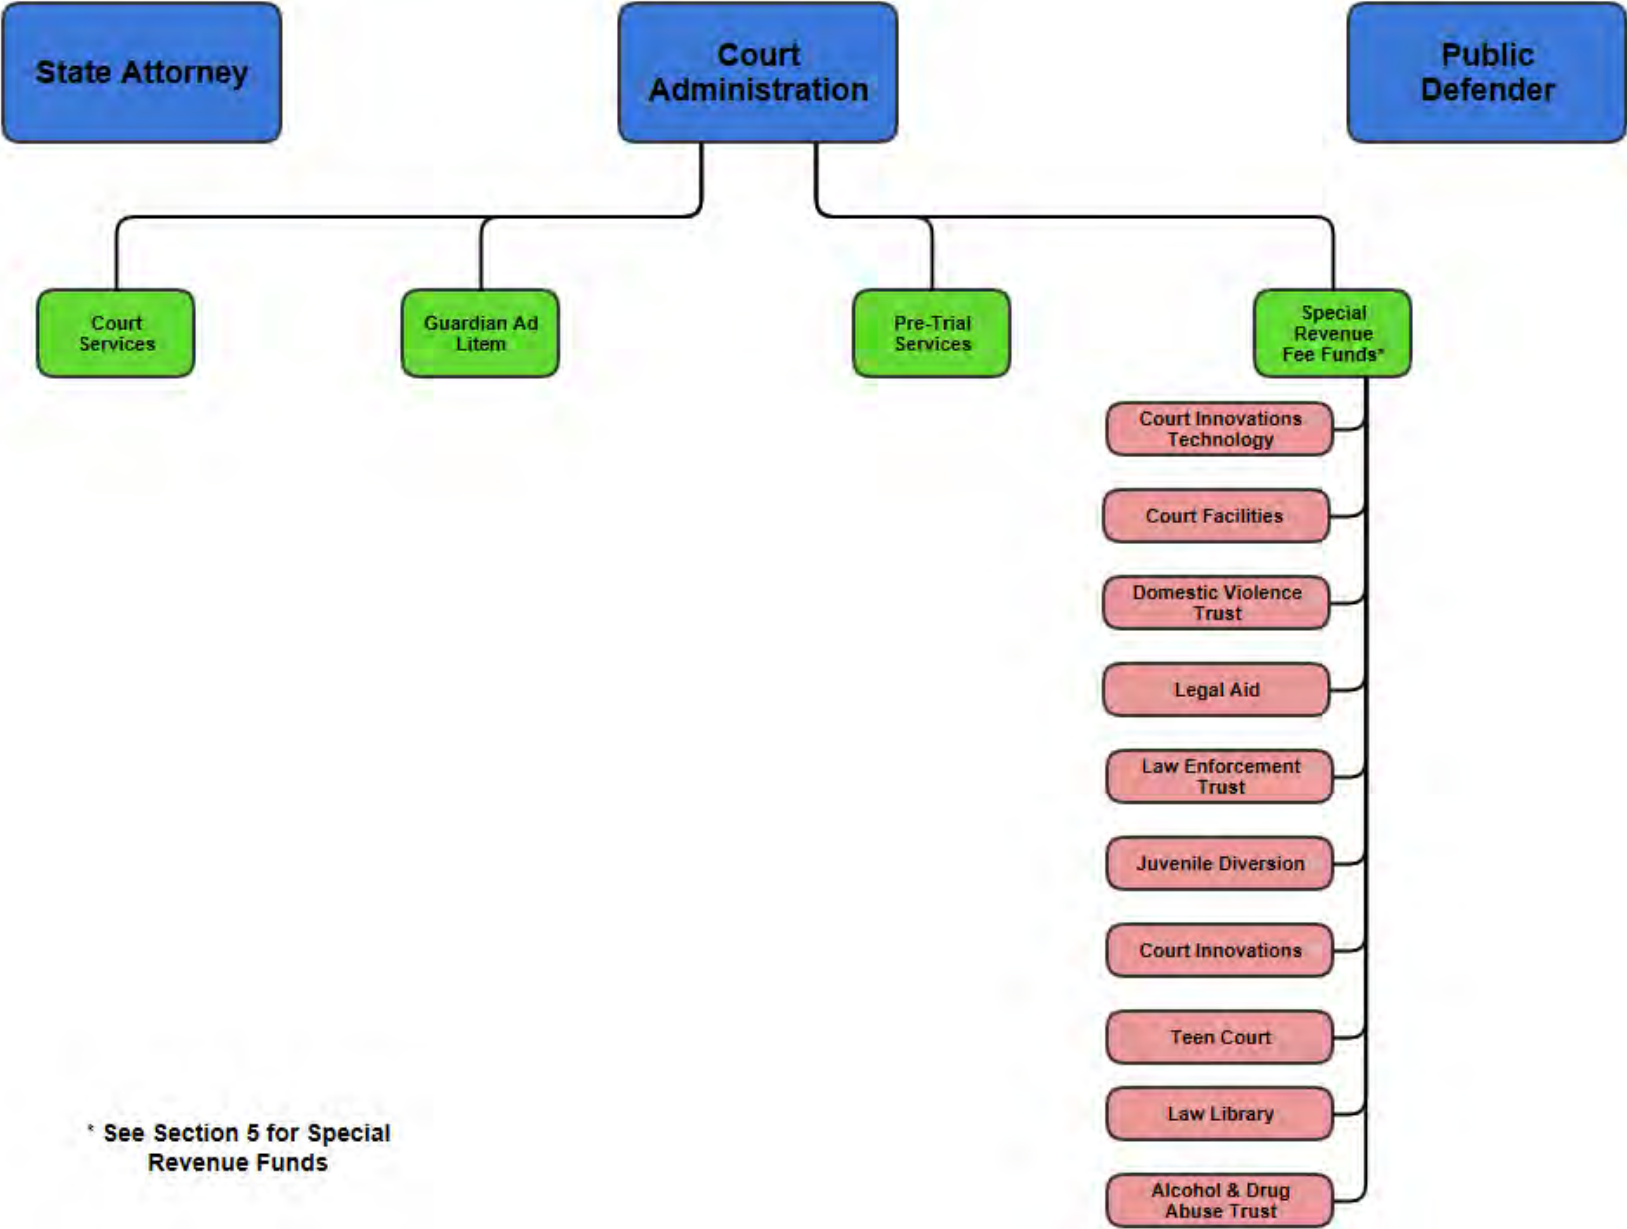 State Attorney
Court
Administration
Public
Defender
Court
Services
Guardian Ad
Litem
Pre-Trial
Services
Special
Revenue
Fee Funds*
Court Innovations
Technology
Court Facilities
Domestic Violence
Trust
Legal Aid
Law Enforcement
Trust
Juvenile Diversion
Court Innovations
Teen Court
Law Library
Alcohol & Drug
Abuse Trust
* See Section 5 for Special
Revenue Funds